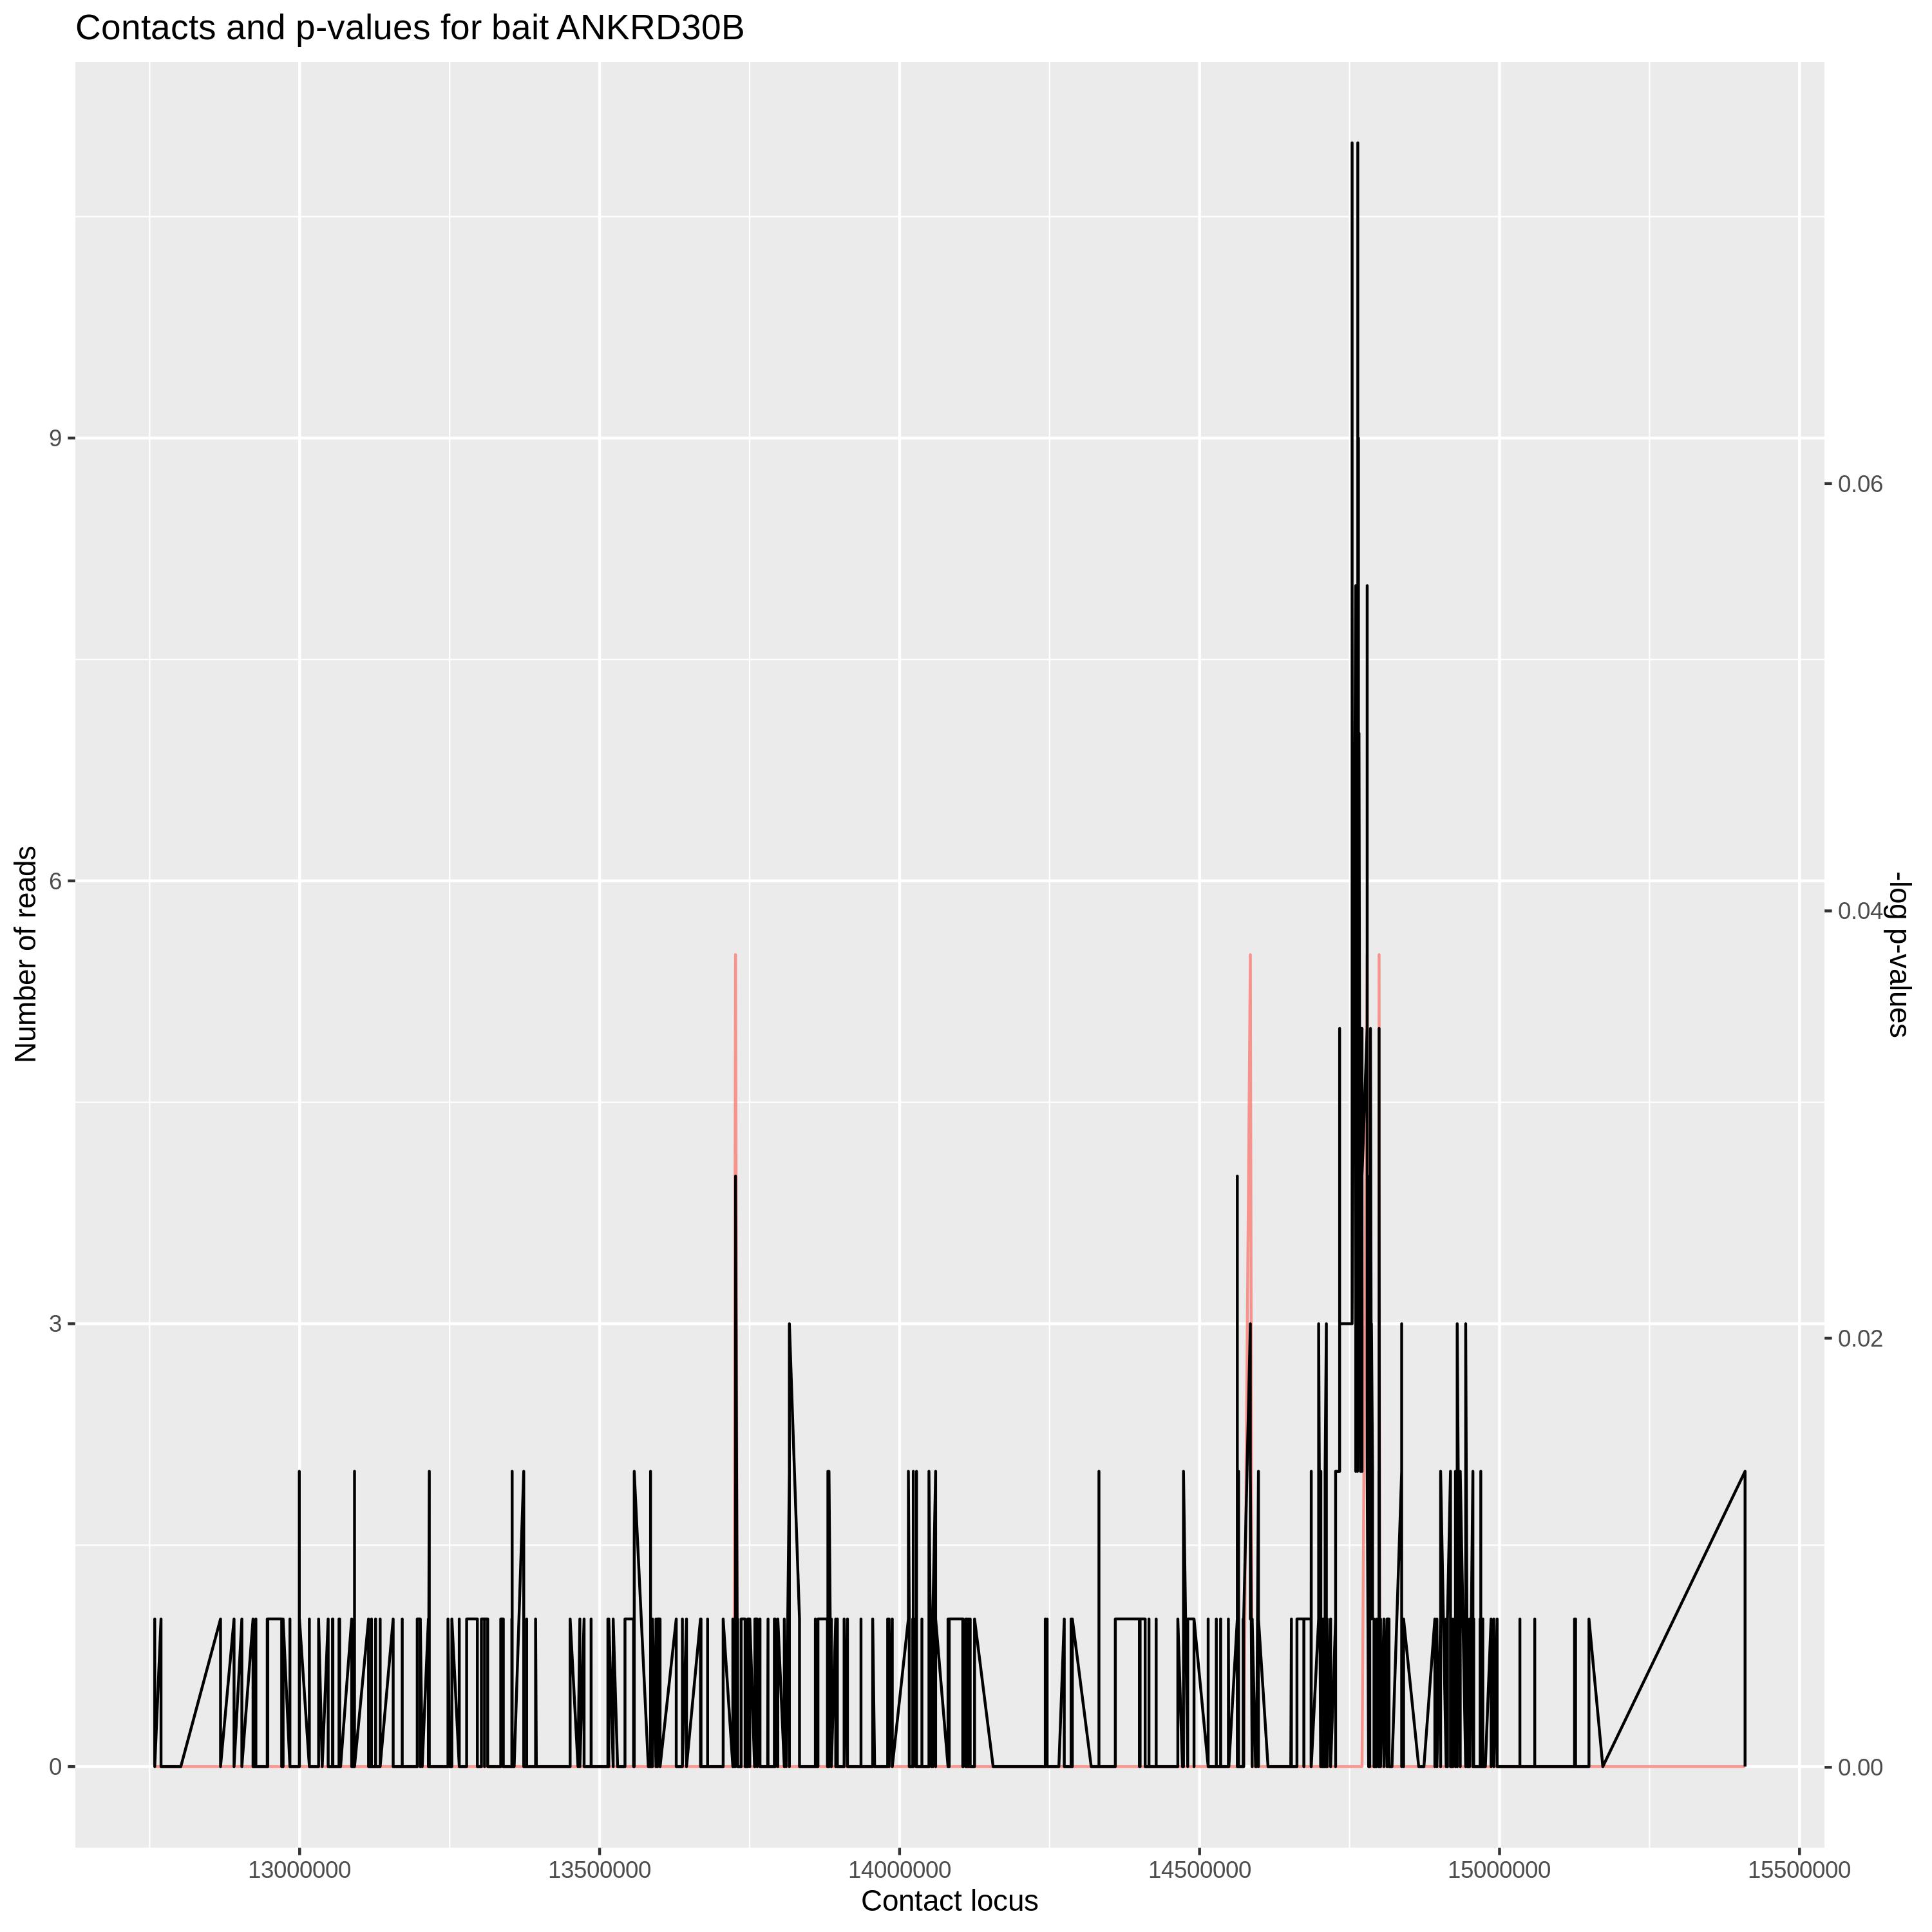 Contacts and p-values for bait ANKRD30B
Number of reads
9
6
3
0
0.06
0.04
0.02
0.00
-log p-values
13000000 13500000 14000000 14500000 15000000 15500000
Contact locus